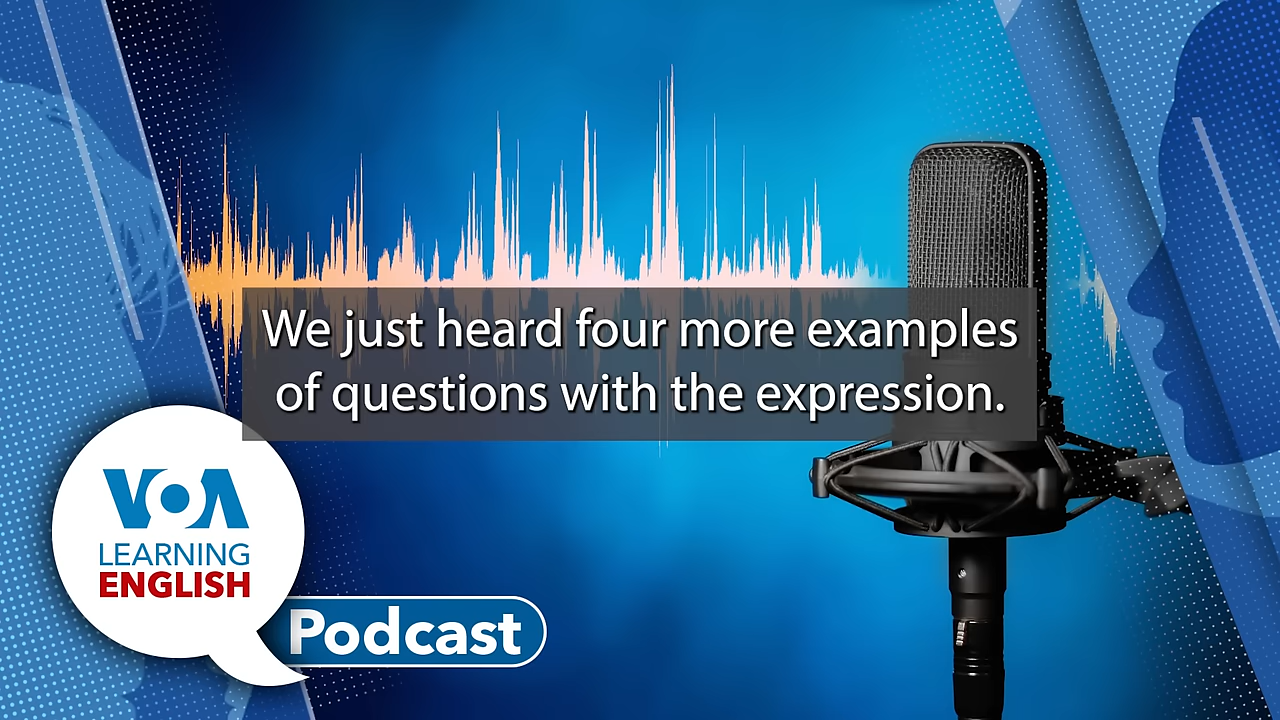 We just heard four more examples
of questions with the expression.
VOA
LEARNING
ENGLISH
Podcast